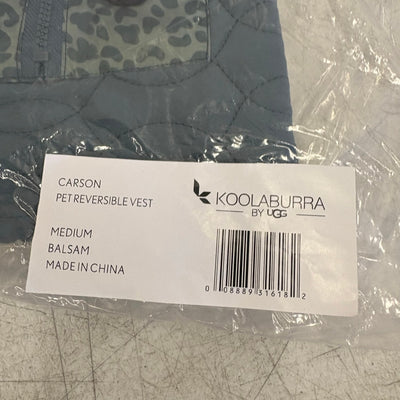 CARSON
PET REVERSIBLE VEST
MEDIUM
BALSAM
MADE IN CHINA
KOOLABURRA
BY UGG
0 08889 31618 2